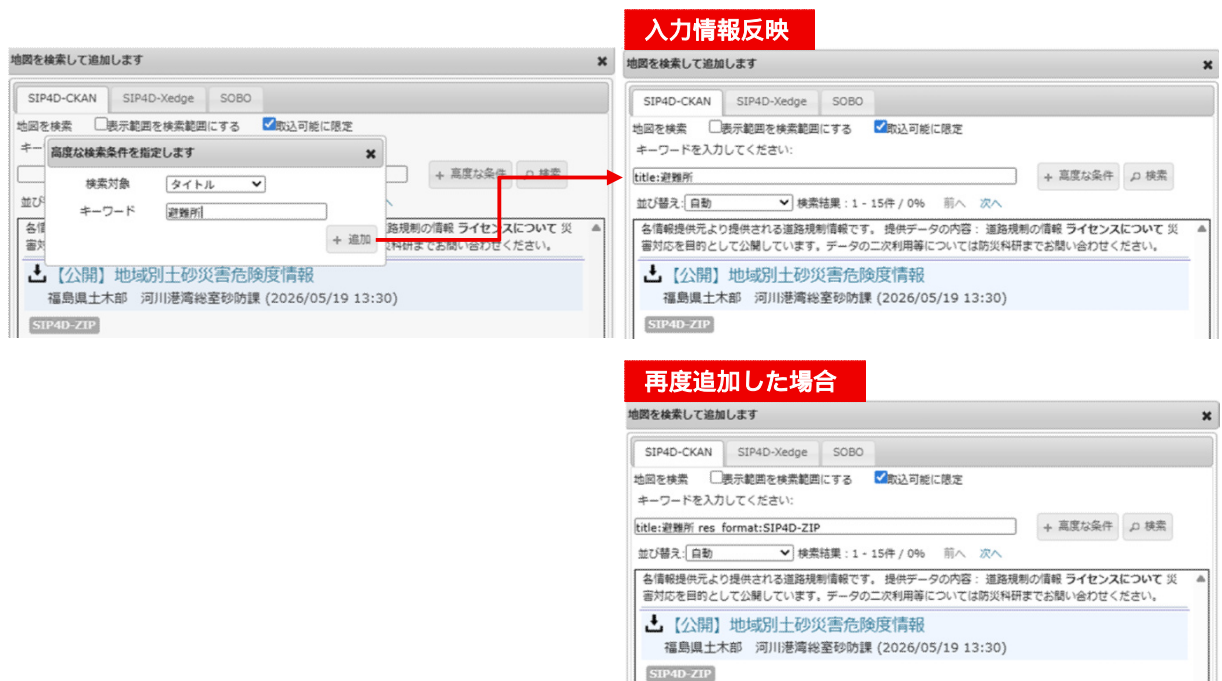 入力情報反映
地図を検索して追加します
SIP4D-CKAN SIP4D-Xedge SOBO
地図を検索 表示範囲を検索範囲にする 取込可能に限定
キー
高度な検索条件を指定します
検索対象 タイトル
キーワード 避難所
+ 追加
+ 高度な条件 検索
並び
各情 道路規制の情報 ライセンスについて 災
害対 災科研までお問い合わせください。
【公開】地域別土砂災害危険度情報
福島県土木部 河川港湾総室砂防課 (2026/05/19 13:30)
SIP4D-ZIP
地図を検索して追加します
SIP4D-CKAN SIP4D-Xedge SOBO
地図を検索 表示範囲を検索範囲にする 取込可能に限定
キーワードを入力してください:
title:避難所 + 高度な条件 検索
並び替え: 自動 検索結果 : 1 - 15件 / 0% 前へ 次へ
各情報提供元より提供される道路規制情報です。 提供データの内容 : 道路規制の情報 ライセンスについて 災
害対応を目的として公開しています。データの二次利用等については防災科研までお問い合わせください。
【公開】地域別土砂災害危険度情報
福島県土木部 河川港湾総室砂防課 (2026/05/19 13:30)
SIP4D-ZIP
再度追加した場合
地図を検索して追加します
SIP4D-CKAN SIP4D-Xedge SOBO
地図を検索 表示範囲を検索範囲にする 取込可能に限定
キーワードを入力してください:
title:避難所 res_format:SIP4D-ZIP + 高度な条件 検索
並び替え: 自動 検索結果 : 1 - 15件 / 0% 前へ 次へ
各情報提供元より提供される道路規制情報です。 提供データの内容 : 道路規制の情報 ライセンスについて 災
害対応を目的として公開しています。データの二次利用等については防災科研までお問い合わせください。
【公開】地域別土砂災害危険度情報
福島県土木部 河川港湾総室砂防課 (2026/05/19 13:30)
SIP4D-ZIP